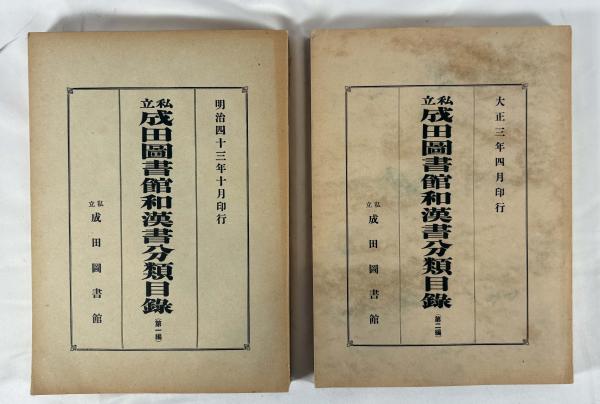 明治四十三年十月印行
私立 成田圖書館和漢書分類目錄 (第一編)
私立 成田圖書館
大正三年四月印行
私立 成田圖書館和漢書分類目錄 (第二編)
私立 成田圖書館